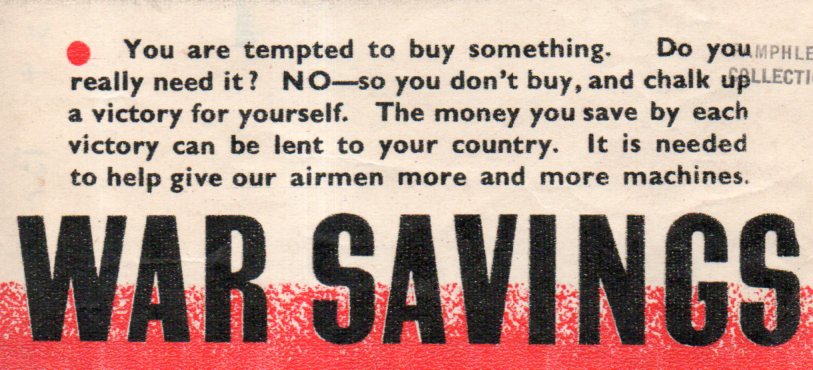 You are tempted to buy something. Do you
really need it? NO—so you don't buy, and chalk up
a victory for yourself. The money you save by each
victory can be lent to your country. It is needed
to help give our airmen more and more machines.
WAR SAVINGS